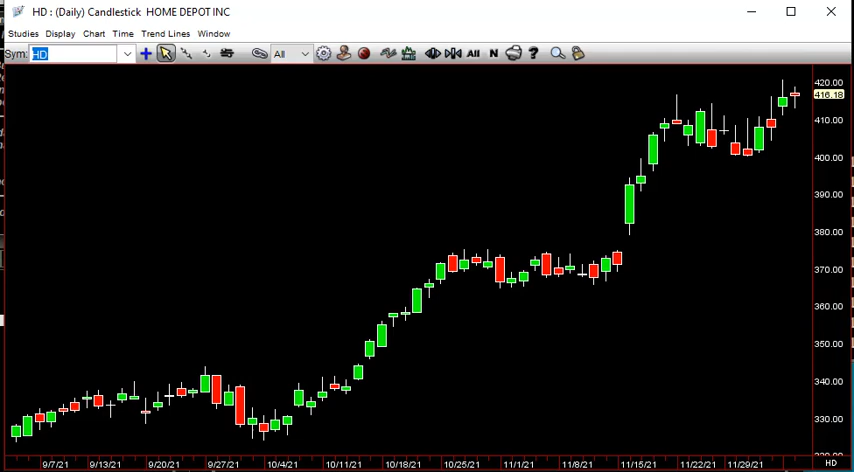 HD : (Daily) Candlestick HOME DEPOT INC
Studies Display Chart Time Trend Lines Window
Sym: HD All All N ?
420.00
416.18
410.00
400.00
390.00
380.00
370.00
360.00
350.00
340.00
330.00
9/7/21 9/13/21 9/20/21 9/27/21 10/4/21 10/11/21 10/18/21 10/25/21 11/1/21 11/8/21 11/15/21 11/22/21 11/29/21 HD